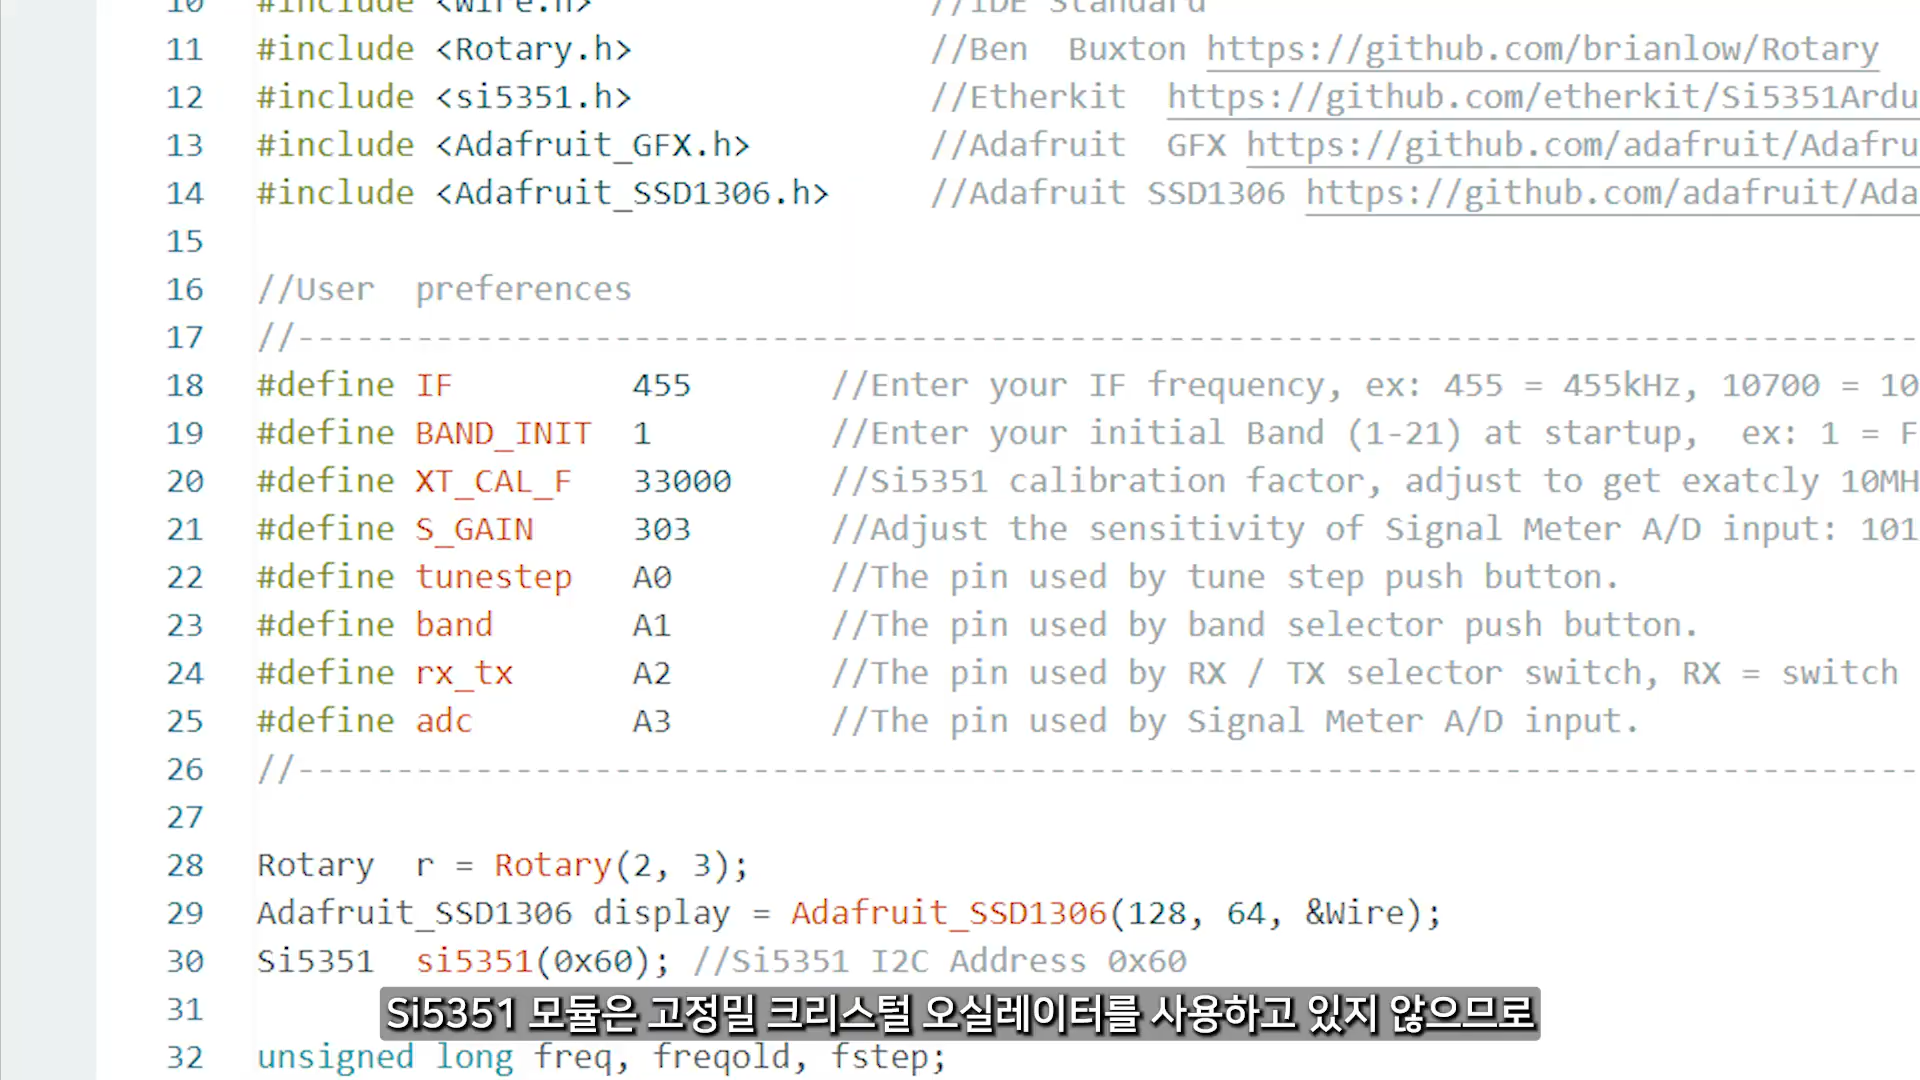 10 #include <Wire.h> //IDE Standard
11 #include <Rotary.h> //Ben Buxton https://github.com/brianlow/Rotary
12 #include <si5351.h> //Etherkit https://github.com/etherkit/Si5351Ardu
13 #include <Adafruit_GFX.h> //Adafruit GFX https://github.com/adafruit/Adafru
14 #include <Adafruit_SSD1306.h> //Adafruit SSD1306 https://github.com/adafruit/Ada
15
16 //User preferences
17 //---------------------------------------------------------------------------------
18 #define IF 455 //Enter your IF frequency, ex: 455 = 455kHz, 10700 = 10
19 #define BAND_INIT 1 //Enter your initial Band (1-21) at startup, ex: 1 = F
20 #define XT_CAL_F 33000 //Si5351 calibration factor, adjust to get exatcly 10MH
21 #define S_GAIN 303 //Adjust the sensitivity of Signal Meter A/D input: 101
22 #define tunestep A0 //The pin used by tune step push button.
23 #define band A1 //The pin used by band selector push button.
24 #define rx_tx A2 //The pin used by RX / TX selector switch, RX = switch
25 #define adc A3 //The pin used by Signal Meter A/D input.
26 //---------------------------------------------------------------------------------
27
28 Rotary r = Rotary(2, 3);
29 Adafruit_SSD1306 display = Adafruit_SSD1306(128, 64, &Wire);
30 Si5351 si5351(0x60); //Si5351 I2C Address 0x60
31
Si5351 모듈은 고정밀 크리스털 오실레이터를 사용하고 있지 않으므로
32 unsigned long freq, freqold, fstep;